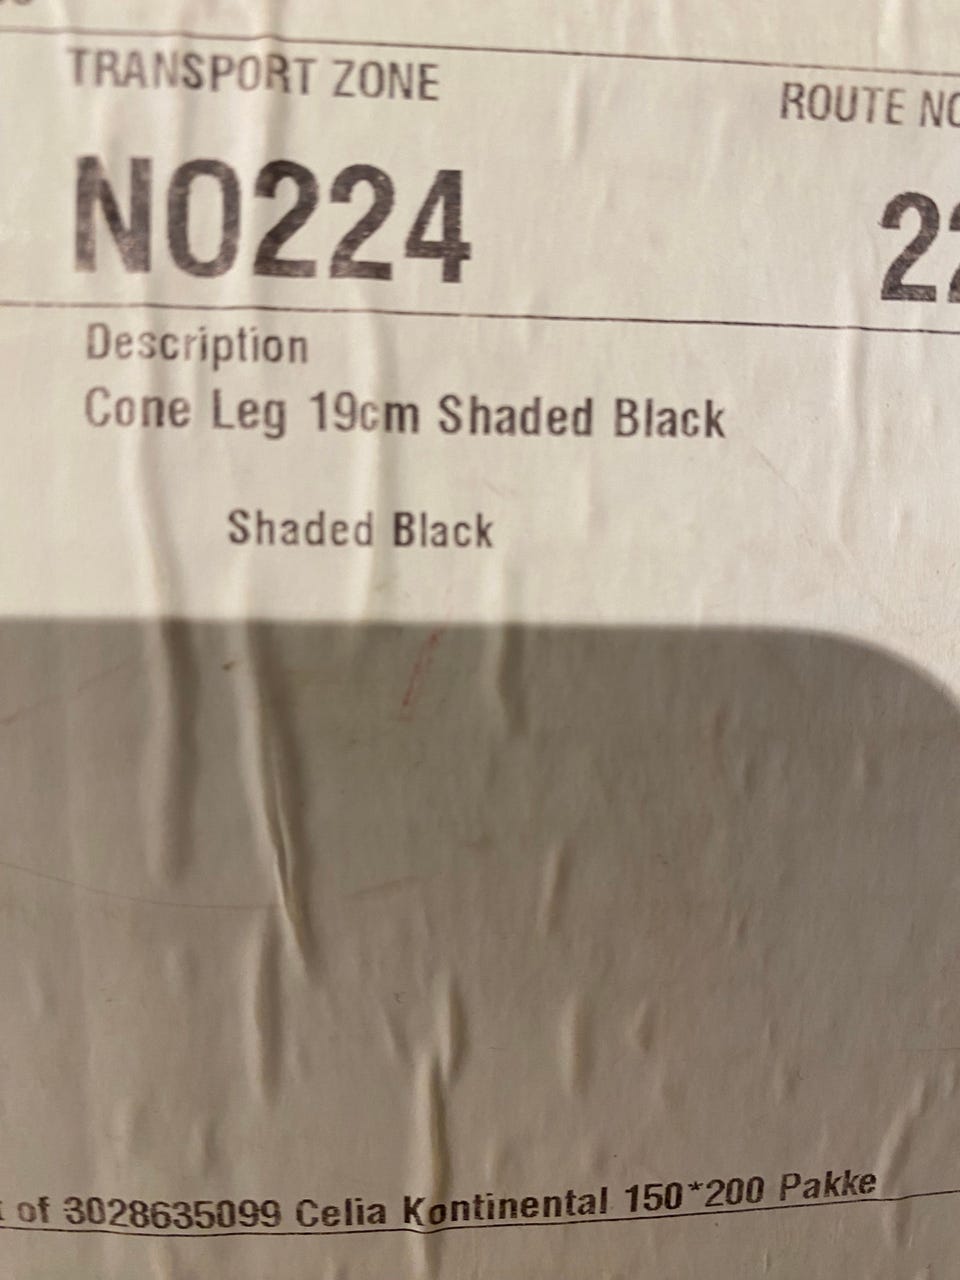 TRANSPORT ZONE
ROUTE NO
NO224
22
Description
Cone Leg 19cm Shaded Black
Shaded Black
of 3028635099 Celia Kontinental 150*200 Pakke